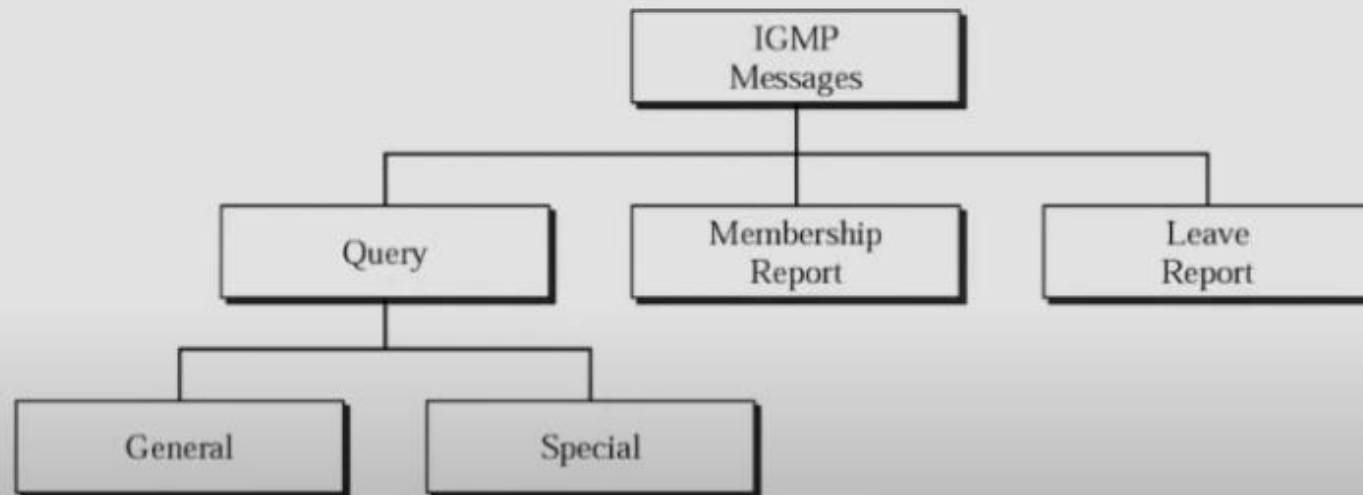 IGMP
Messages
Query
Membership
Report
Leave
Report
General
Special